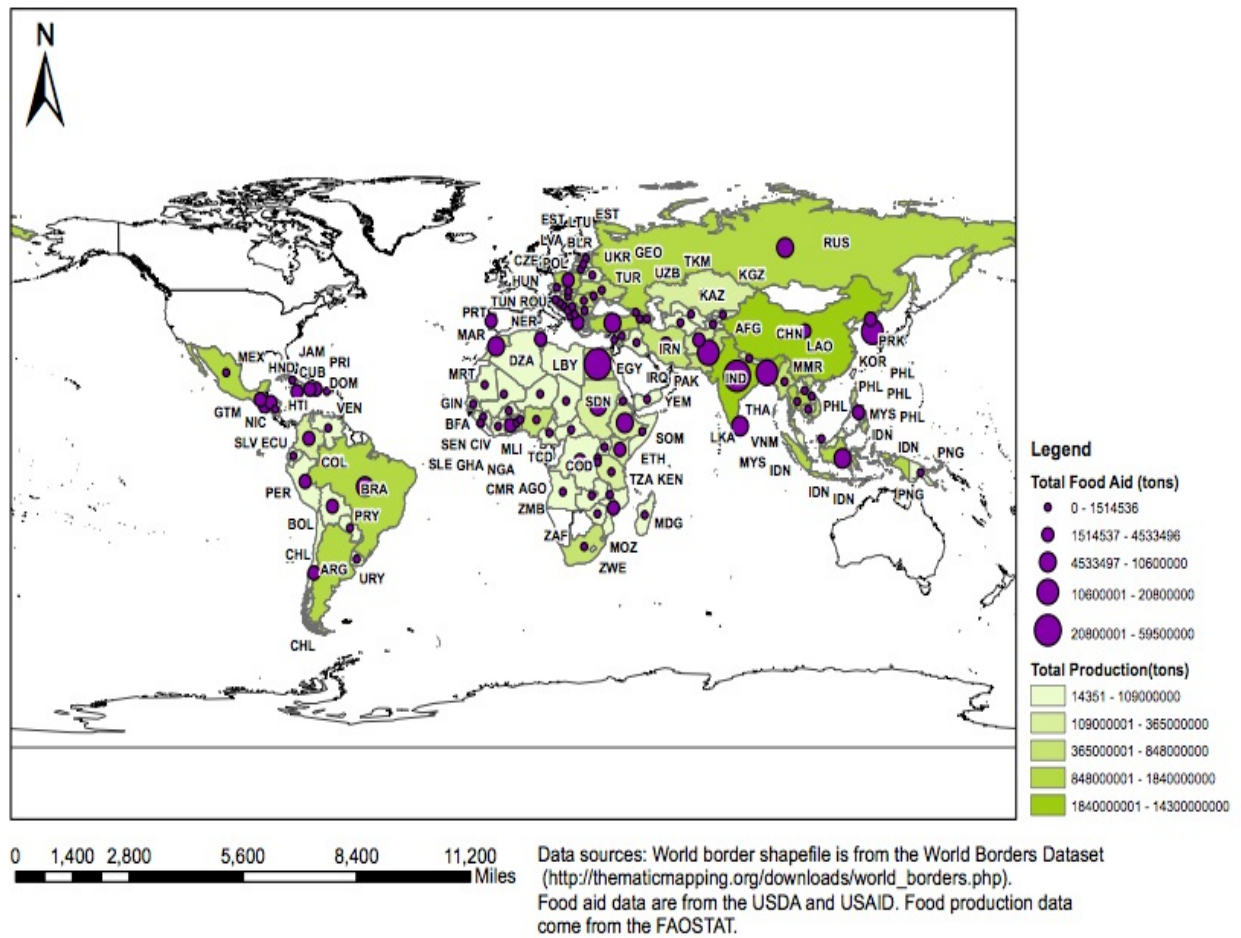 N
EST LTU EST
LVA BLR
CZE POL UKR GEO
HUN TUR UZB TKM KGZ RUS
TUN ROU KAZ
PRT NER
MAR AFG CHN PRK
DZA LBY EGY IRN LAO KOR
MEX JAM PRI
HND CUB DOM
GTM HTI VEN
NIC
SLV ECU
MRT IRQ PAK IND MMR PHL
GIN SDN YEM PHL PHL
BFA THA PHL MYS PHL
SEN CIV MLI SOM LKA VNM IDN
SLE GHA NGA TCD COD ETH MYS IDN IDN PNG
COL TZA KEN IDN IDN IPNG
PER BRA CMR AGO
ZMB MDG
BOL PRY ZAF MOZ
CHL ARG ZWE
URY
CHL
Legend
Total Food Aid (tons)
0 - 1514536
1514537 - 4533496
4533497 - 10600000
10600001 - 20800000
20800001 - 59500000
Total Production(tons)
14351 - 109000000
109000001 - 365000000
365000001 - 848000000
848000001 - 1840000000
1840000001 - 14300000000
0 1,400 2,800 5,600 8,400 11,200
Miles
Data sources: World border shapefile is from the World Borders Dataset
(http://thematicmapping.org/downloads/world_borders.php).
Food aid data are from the USDA and USAID. Food production data
come from the FAOSTAT.